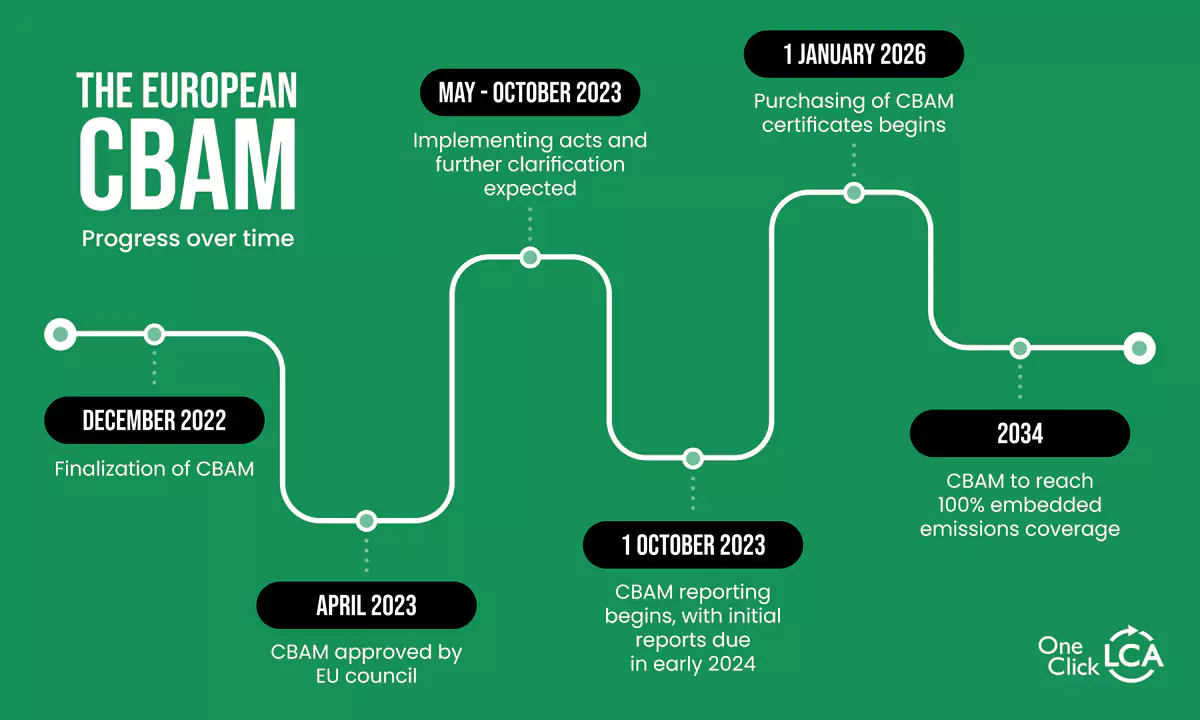 THE EUROPEAN
CBAM
Progress over time
DECEMBER 2022
Finalization of CBAM
APRIL 2023
CBAM approved by
EU council
MAY - OCTOBER 2023
Implementing acts and
further clarification
expected
1 OCTOBER 2023
CBAM reporting
begins, with initial
reports due
in early 2024
1 JANUARY 2026
Purchasing of CBAM
certificates begins
2034
CBAM to reach
100% embedded
emissions coverage
One
Click LCA